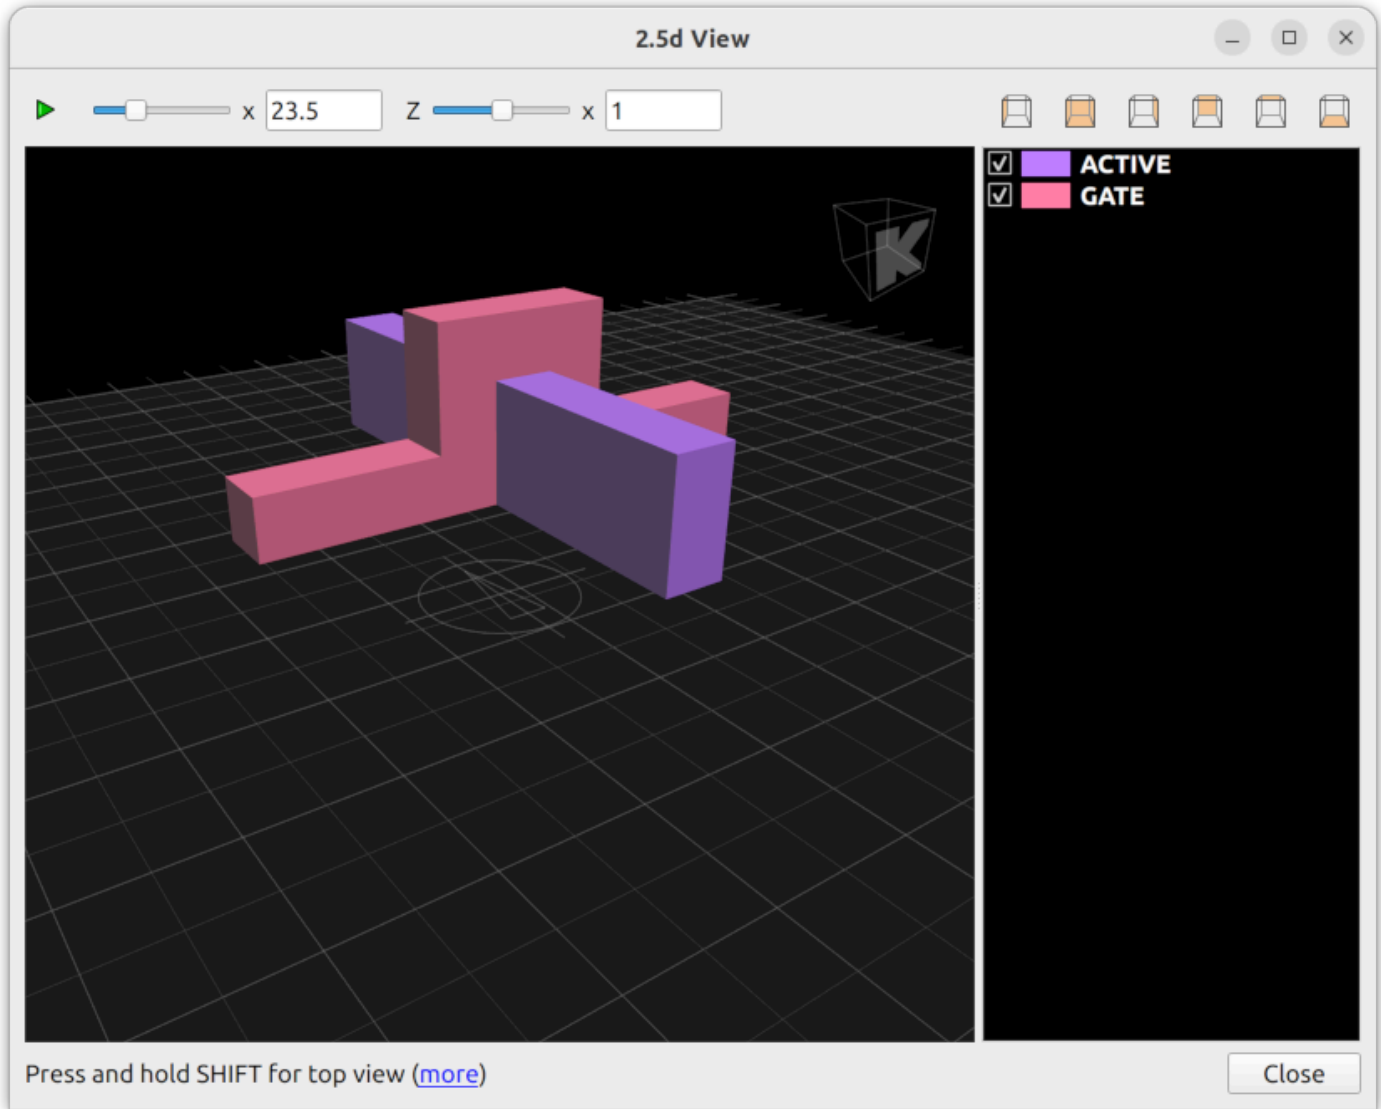 2.5d View
x 23.5 Z x 1
ACTIVE
GATE
K
Press and hold SHIFT for top view (more)
Close